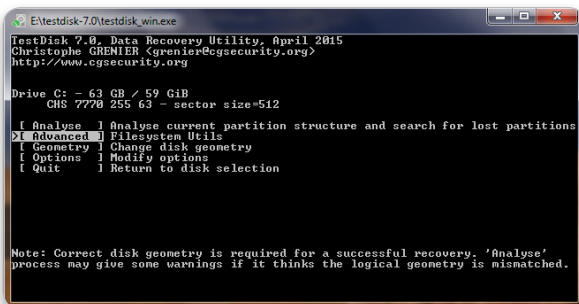 E:\testdisk-7.0\testdisk_win.exe
TestDisk 7.0, Data Recovery Utility, April 2015
Christophe GRENIER <grenier@cgsecurity.org>
http://www.cgsecurity.org
Drive C: - 63 GB / 59 GiB
CHS 7770 255 63 - sector size=512
[ Analyse ] Analyse current partition structure and search for lost partitions
>[ Advanced ] Filesystem Utils
[ Geometry ] Change disk geometry
[ Options ] Modify options
[ Quit ] Return to disk selection
Note: Correct disk geometry is required for a successful recovery. 'Analyse'
process may give some warnings if it thinks the logical geometry is mismatched.